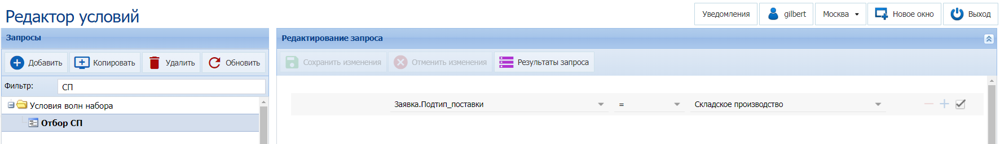 Редактор условий
Уведомления gilbert Москва Новое окно Выход
Запросы
Добавить Копировать Удалить Обновить
Фильтр: СП
Условия волн набора
Отбор СП
Редактирование запроса
Сохранить изменения Отменить изменения Результаты запроса
Заявка.Подтип_поставки = Складское производство